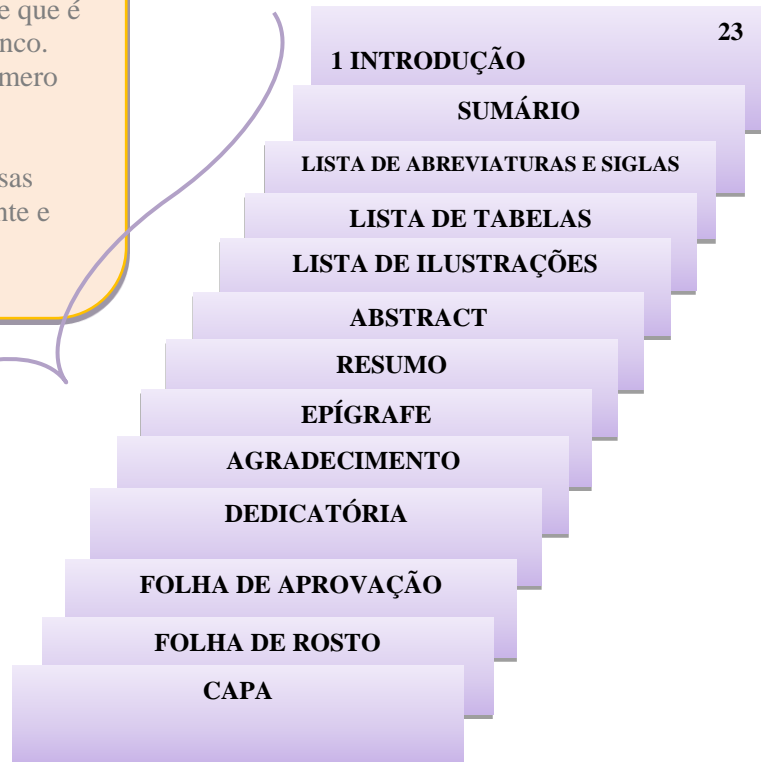 e que é
nco.
mero
sas
nte e
23
1 INTRODUÇÃO
SUMÁRIO
LISTA DE ABREVIATURAS E SIGLAS
LISTA DE TABELAS
LISTA DE ILUSTRAÇÕES
ABSTRACT
RESUMO
EPÍGRAFE
AGRADECIMENTO
DEDICATÓRIA
FOLHA DE APROVAÇÃO
FOLHA DE ROSTO
CAPA